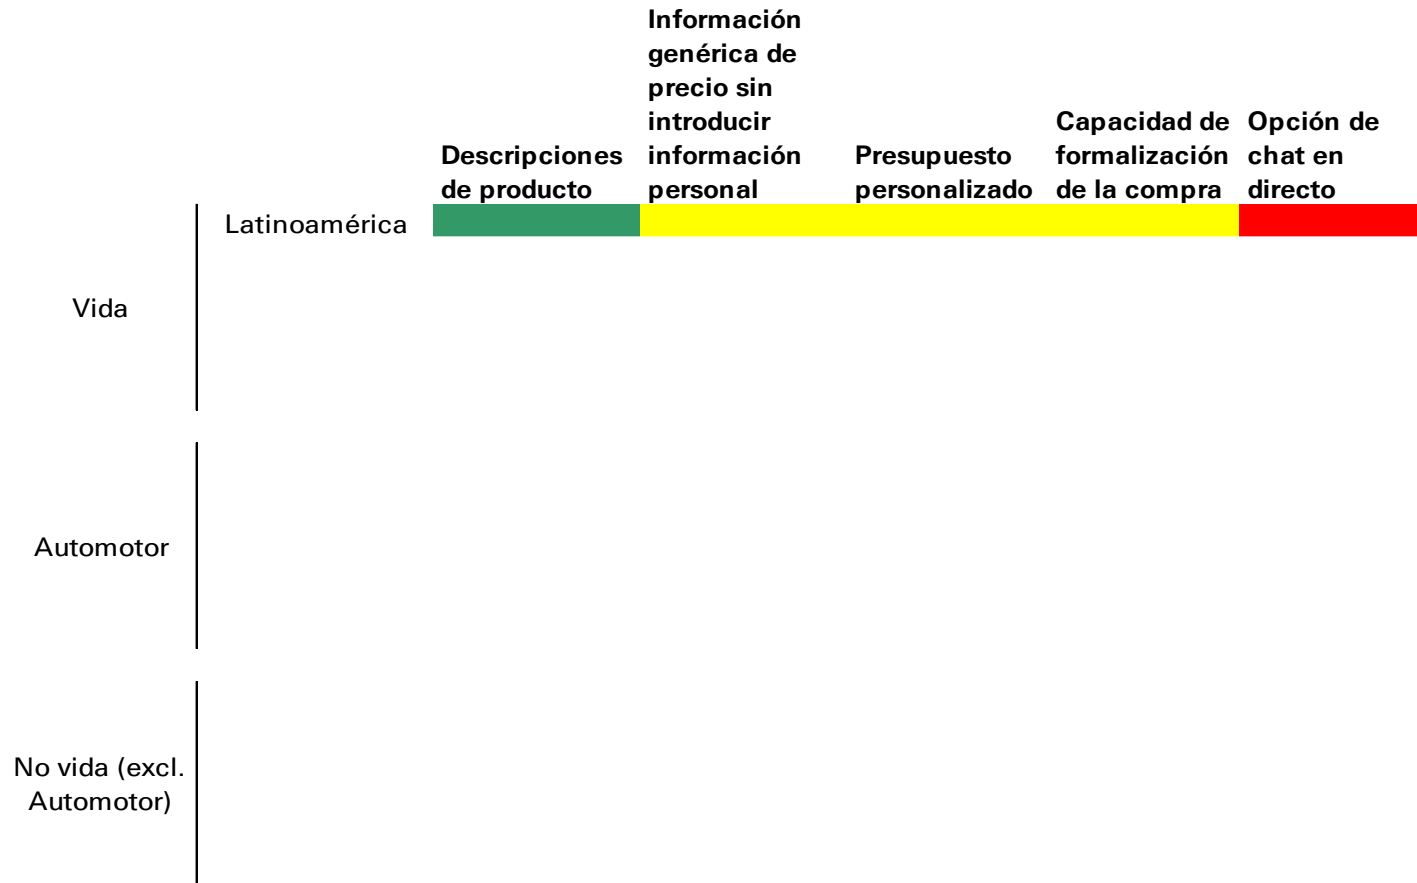 Información
genérica de
precio sin
introducir
información
personal
Descripciones
de producto
Presupuesto
personalizado
Capacidad de
formalización
de la compra
Opción de
chat en
directo
Latinoamérica
Vida
Automotor
No vida (excl.
Automotor)